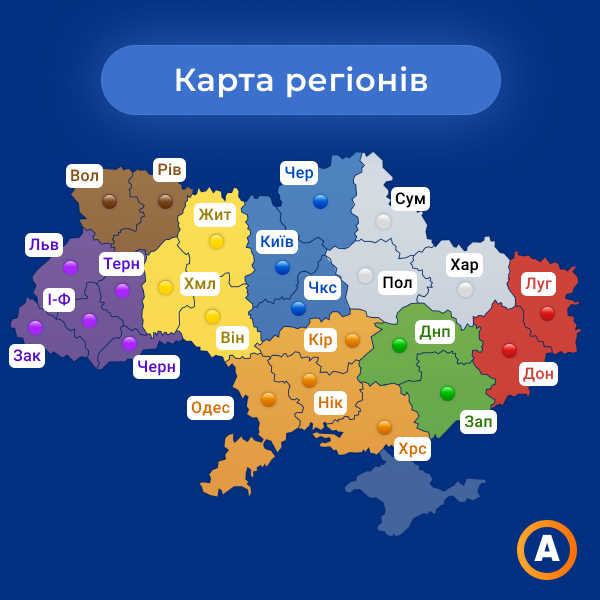 Карта регіонів
Вол
Рів
Чер
Сум
Жит
Льв
Київ
Терн
Хар
Хмл
Чкс
Пол
Луг
І-Ф
Днп
Він
Кір
Зак
Черн
Дон
Одес
Нік
Зап
Хрс
A